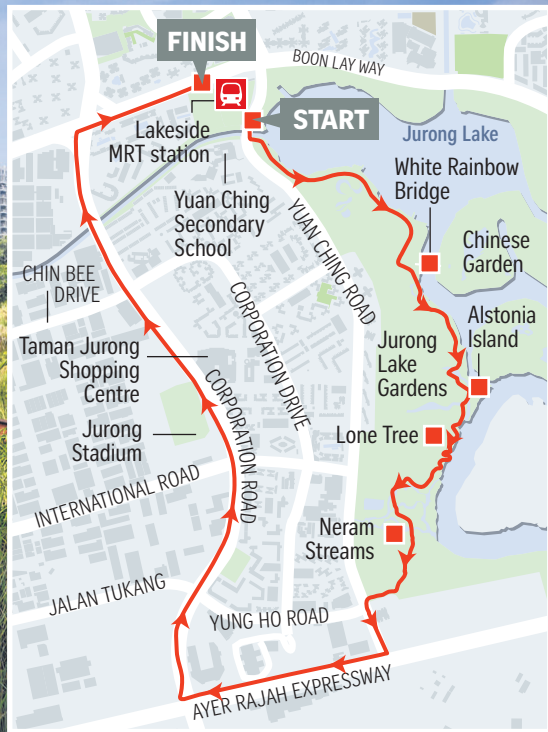 FINISH
BOON LAY WAY
START
Lakeside
MRT station
Jurong Lake
White Rainbow
Bridge
Yuan Ching
Secondary
School
YUAN CHING ROAD
Chinese
Garden
CHIN BEE
DRIVE
CORPORATION DRIVE
Alstonia
Island
Taman Jurong
Shopping
Centre
Jurong
Lake
Gardens
CORPORATION ROAD
Jurong
Stadium
Lone Tree
INTERNATIONAL ROAD
Neram
Streams
JALAN TUKANG
YUNG HO ROAD
AYER RAJAH EXPRESSWAY